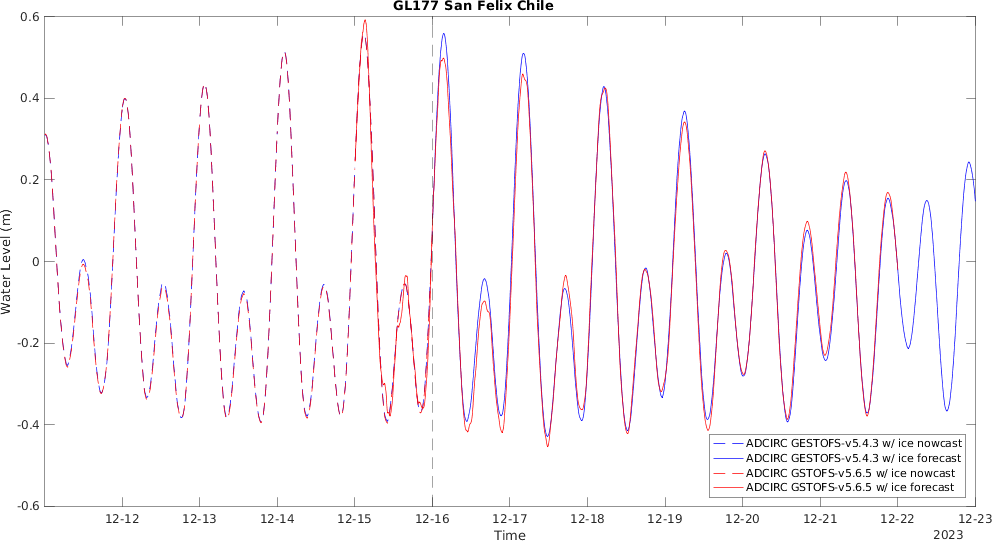 GL177 San Felix Chile
0.6
0.4
0.2
0
-0.2
-0.4
-0.6
Water Level (m)
ADCIRC GESTOFS-v5.4.3 w/ ice nowcast
ADCIRC GESTOFS-v5.4.3 w/ ice forecast
ADCIRC GSTOFS-v5.6.5 w/ ice nowcast
ADCIRC GSTOFS-v5.6.5 w/ ice forecast
12-12 12-13 12-14 12-15 12-16 12-17 12-18 12-19 12-20 12-21 12-22 12-23
Time
2023